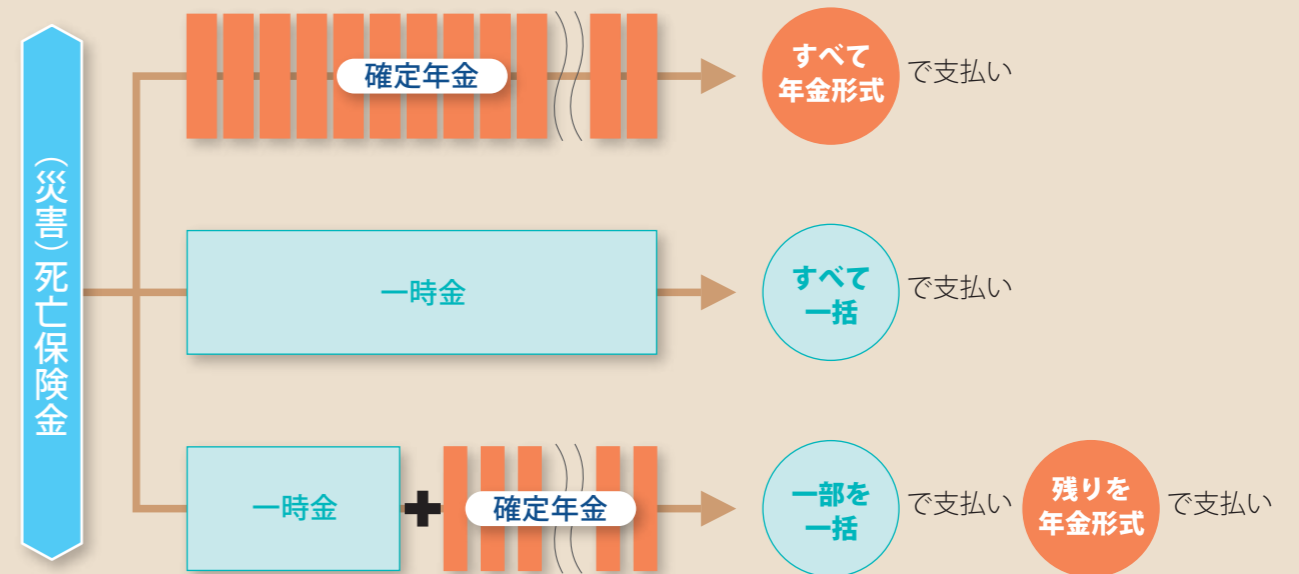 （災害）死亡保険金
確定年金
すべて
年金形式
で支払い
一時金
すべて
一括
で支払い
一時金
+
確定年金
一部を
一括
で支払い
残りを
年金形式
で支払い